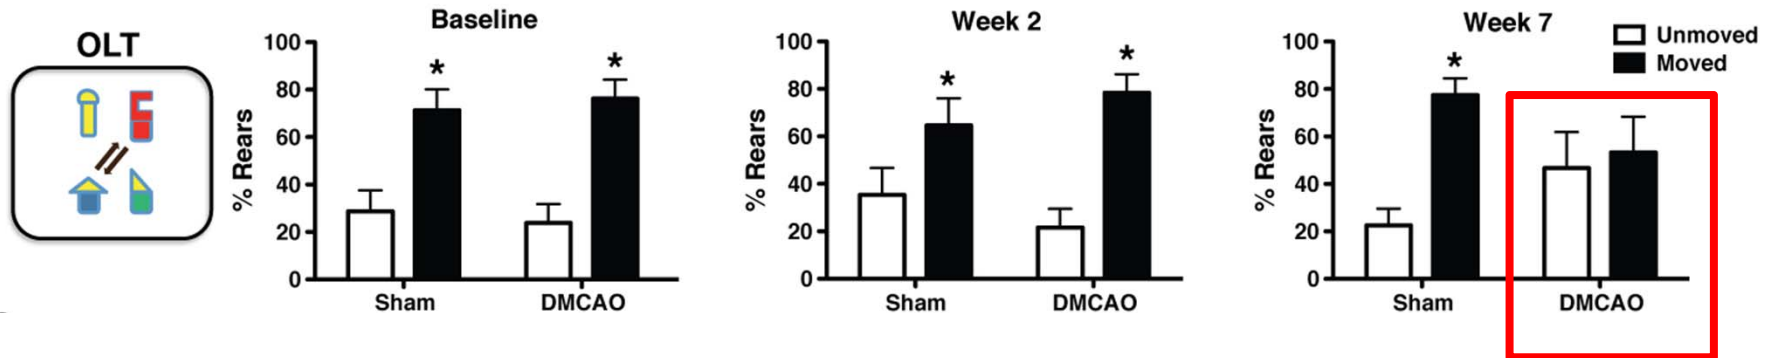 OLT
Baseline
% Rears
100
80
60
40
20
0
*
*
Sham
DMCAO
Week 2
% Rears
100
80
60
40
20
0
*
*
Sham
DMCAO
Week 7
Unmoved
Moved
% Rears
100
80
60
40
20
0
*
Sham
DMCAO